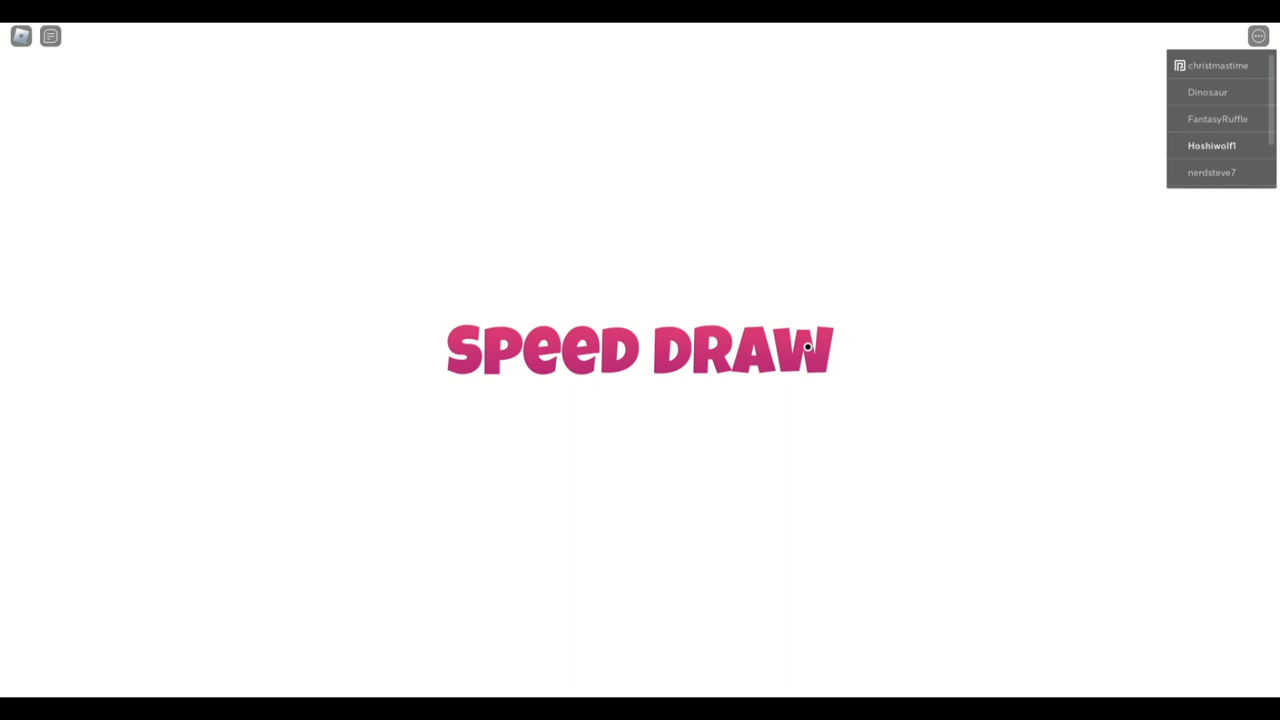 christmastime
Dinosaur
FantasyRuffle
Hoshiwolf1
nerdsteve7
SPEED DRAW